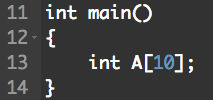 11 int main()
12 {
13     int A[10];
14 }